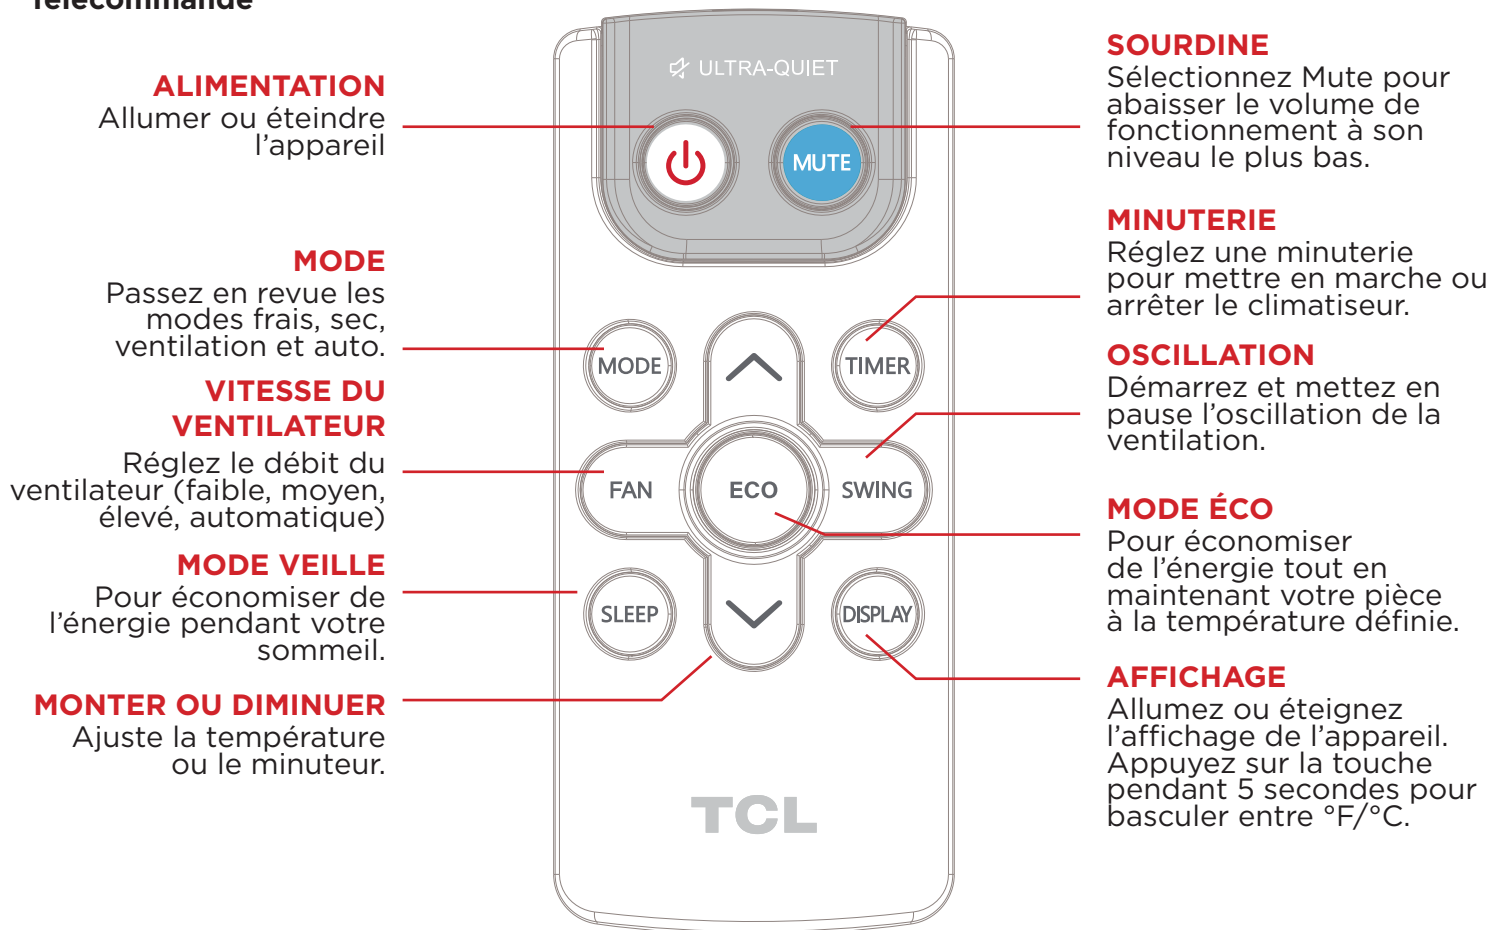 Télécommande
ALIMENTATION
Allumer ou éteindre
l’appareil
MODE
Passez en revue les
modes frais, sec,
ventilation et auto.
VITESSE DU
VENTILATEUR
Réglez le débit du
ventilateur (faible, moyen,
élevé, automatique)
MODE VEILLE
Pour économiser de
l’énergie pendant votre
sommeil.
MONTER OU DIMINUER
Ajuste la température
ou le minuteur.
ULTRA-QUIET
MUTE
MODE
TIMER
FAN
ECO
SWING
SLEEP
DISPLAY
TCL
SOURDINE
Sélectionnez Mute pour
abaisser le volume de
fonctionnement à son
niveau le plus bas.
MINUTERIE
Réglez une minuterie
pour mettre en marche ou
arrêter le climatiseur.
OSCILLATION
Démarrez et mettez en
pause l’oscillation de la
ventilation.
MODE ÉCO
Pour économiser
de l’énergie tout en
maintenant votre pièce
à la température définie.
AFFICHAGE
Allumez ou éteignez
l’affichage de l’appareil.
Appuyez sur la touche
pendant 5 secondes pour
basculer entre °F/°C.